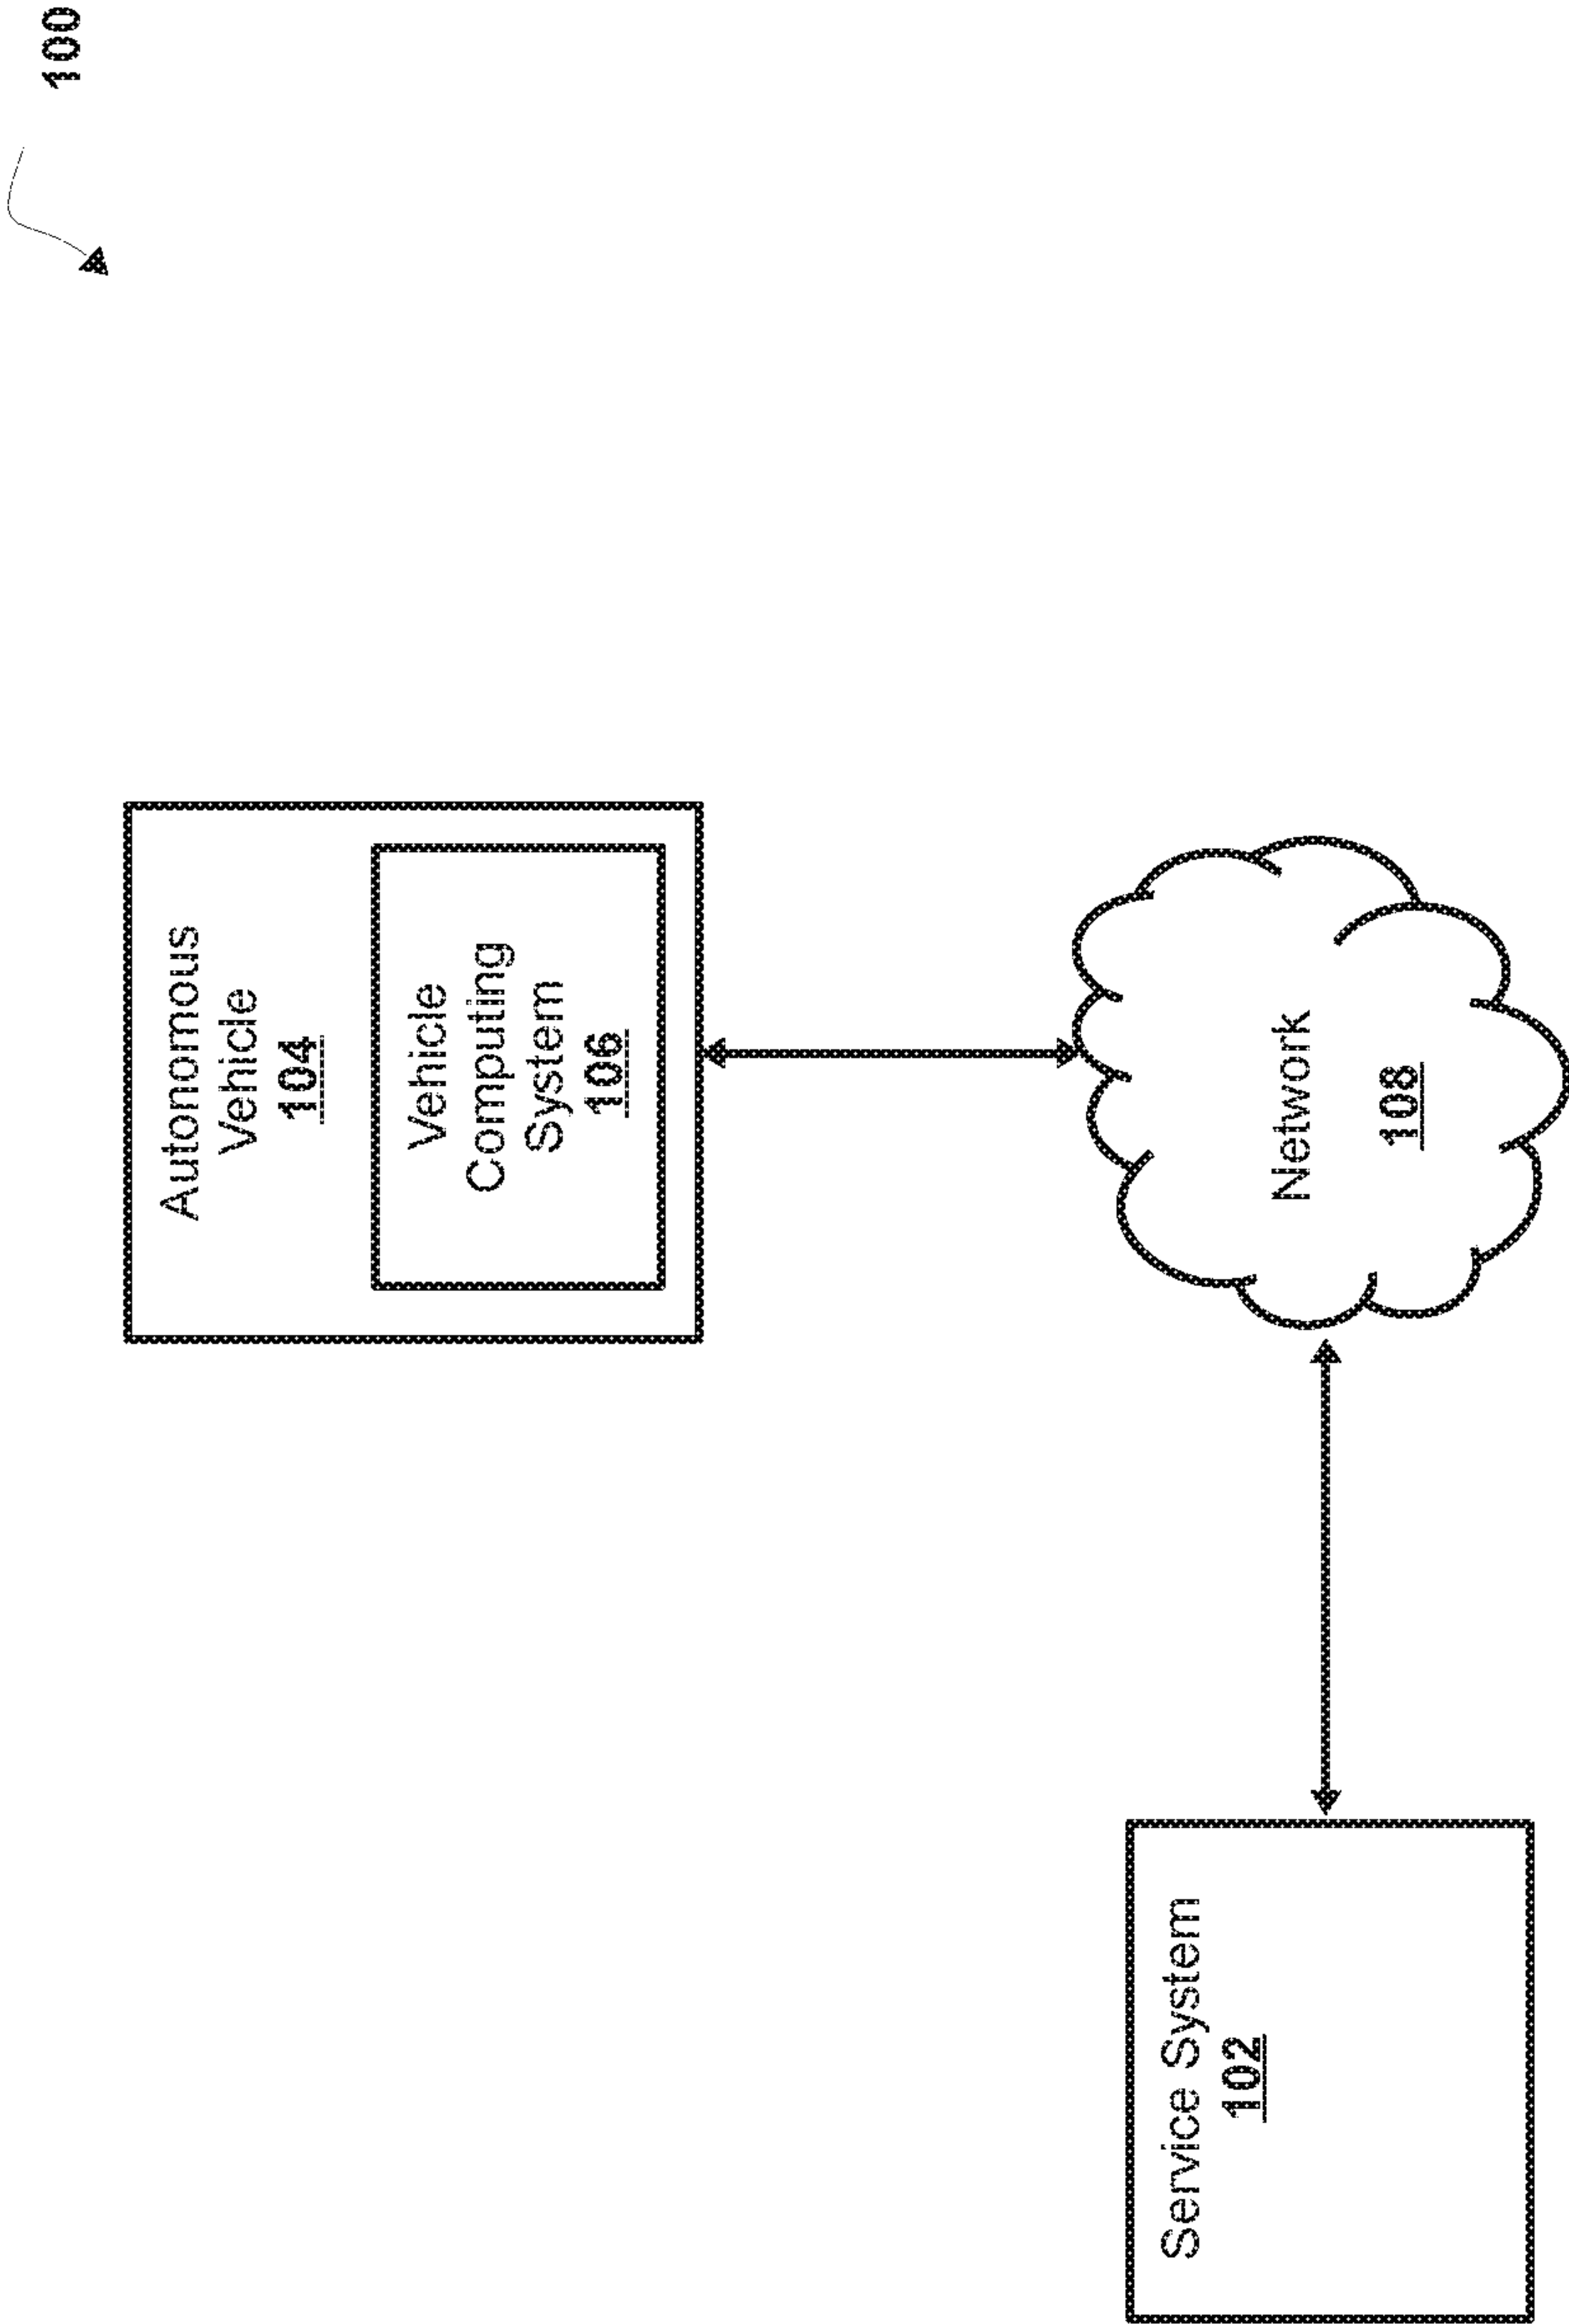 100
Autonomous
Vehicle
104
Vehicle
Computing
System
106
Network
108
Service System
102